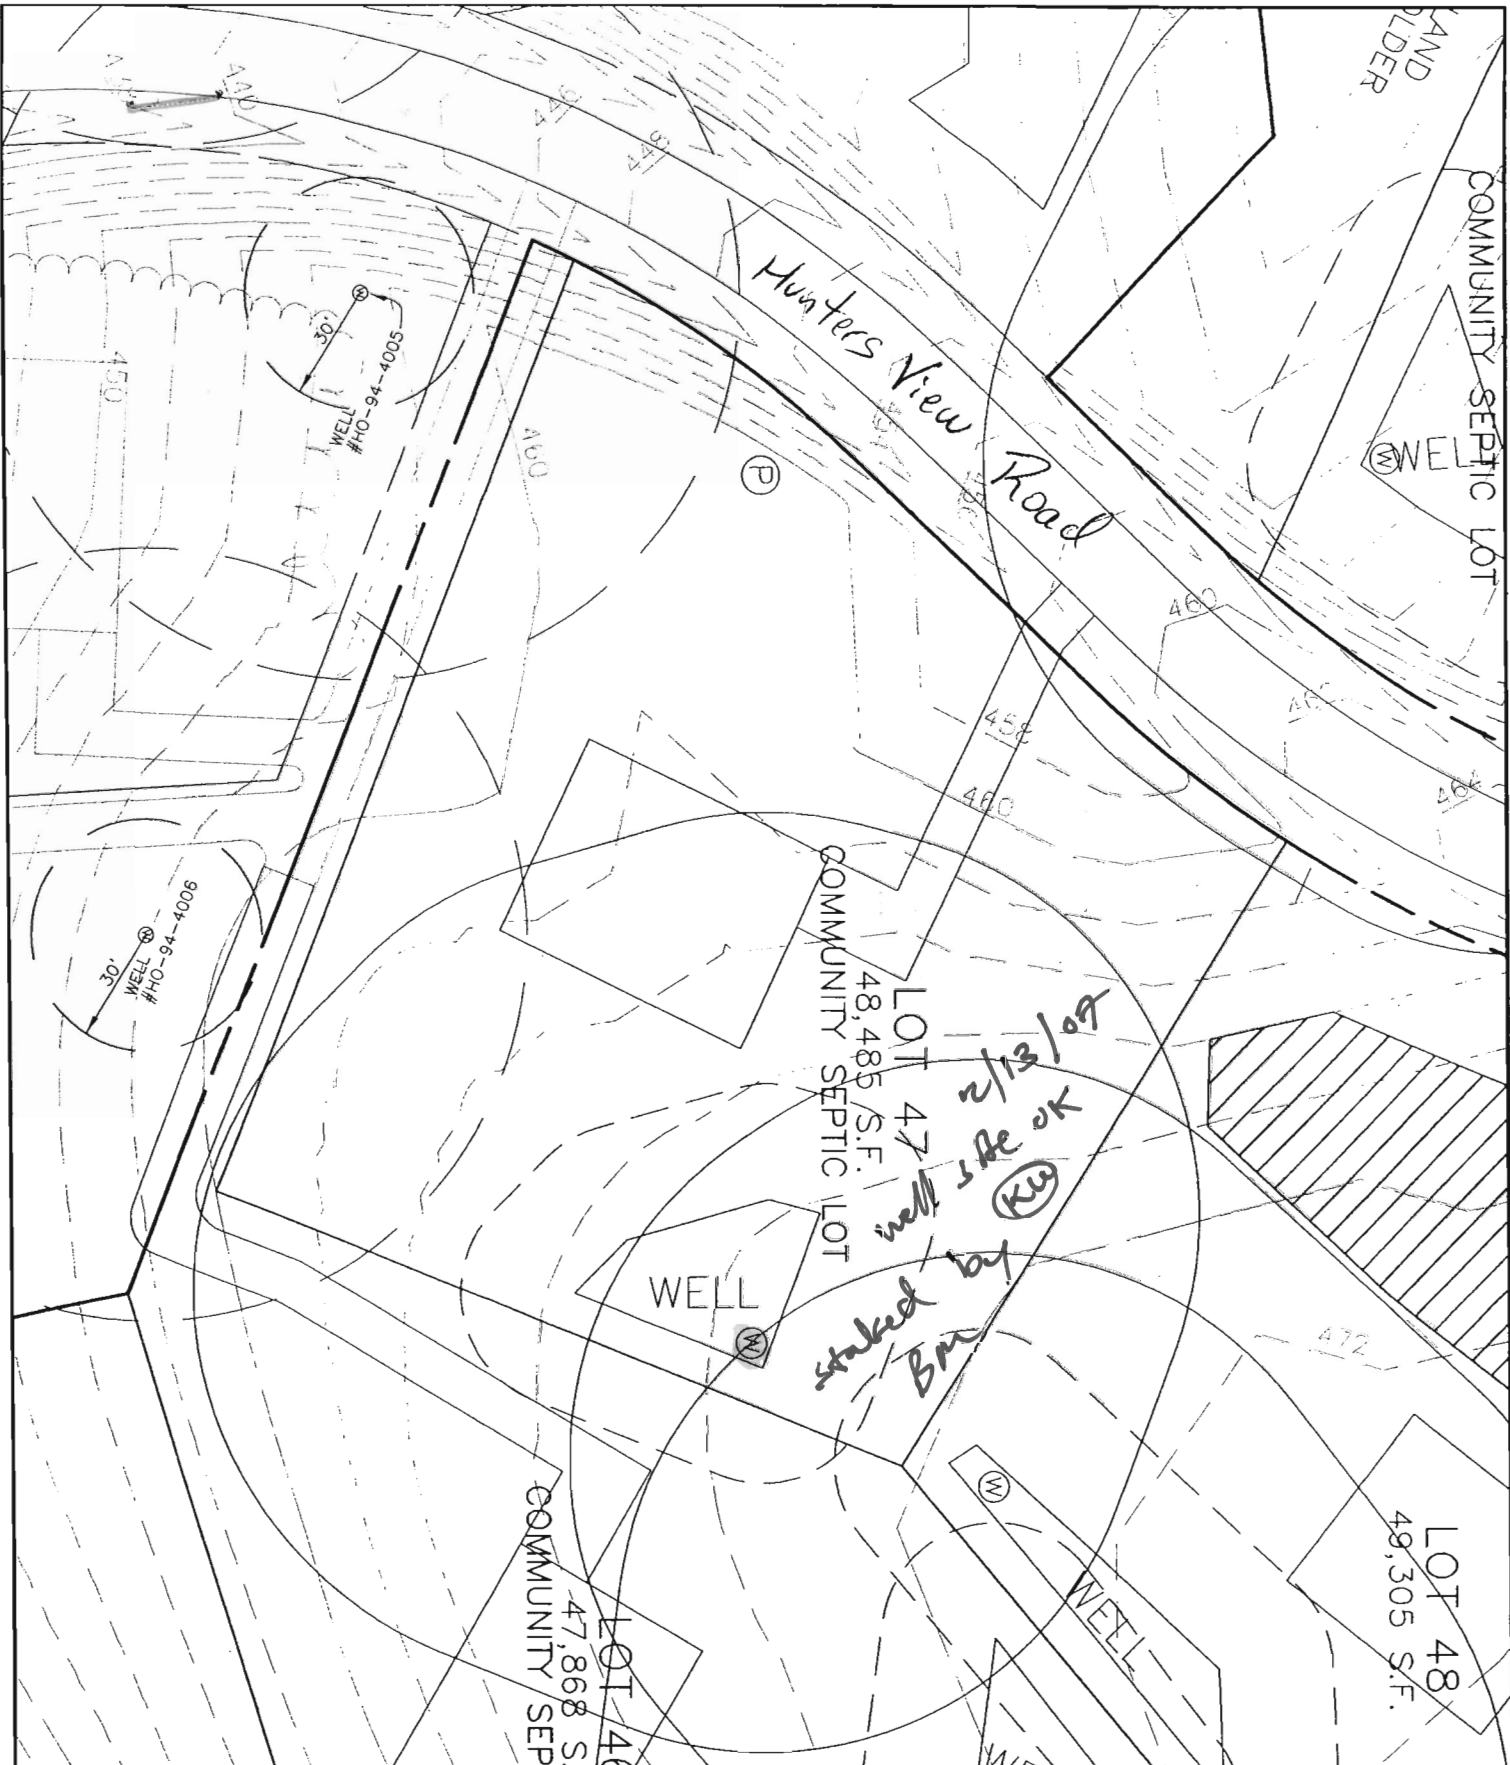 LAND
OLDER
COMMUNITY SEPTIC LOT
446
448
Hunters View Road
WELL
W
W
30'
WELL
#HO-94-4005
450
460
P
460
458
460
464
W
30'
WELL
#HO-94-4006
LOT 47
48,485 S.F.
COMMUNITY SEPTIC LOT
12/13/07
well site OK
KW
staked by
BM
WELL
W
472
W
WELL
LOT 48
49,305 S.F.
LOT 46
47,868 S.
COMMUNITY SEP